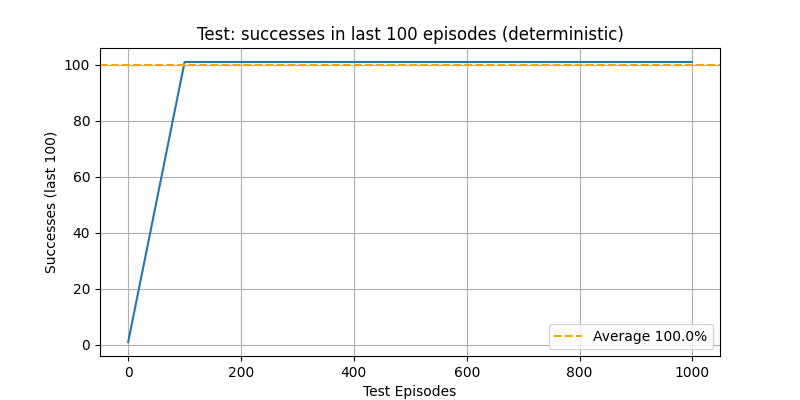 Test: successes in last 100 episodes (deterministic)
Successes (last 100)
100
80
60
40
20
0
Average 100.0%
0 200 400 600 800 1000
Test Episodes